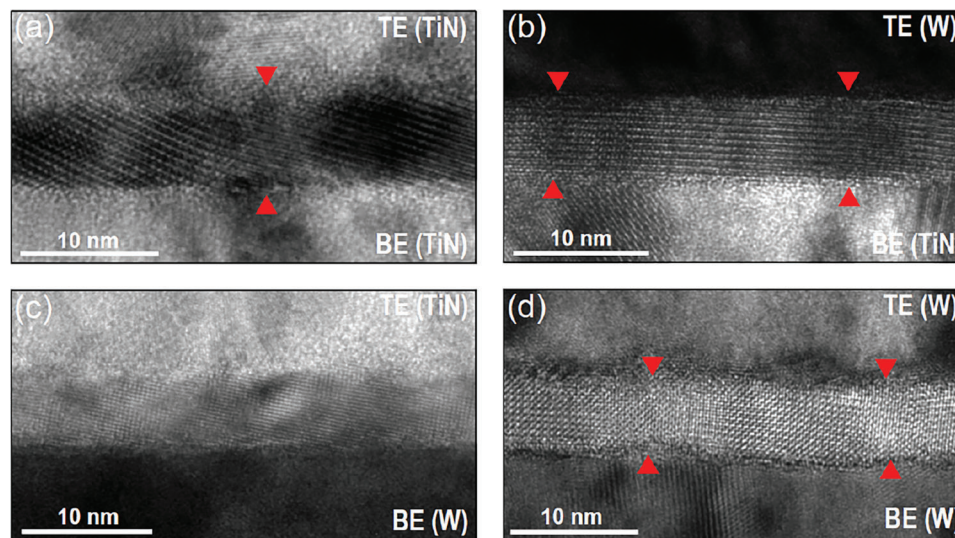 (a)
TE (TiN)
10 nm
BE (TiN)
(b)
TE (W)
10 nm
BE (TiN)
(c)
TE (TiN)
10 nm
BE (W)
(d)
TE (W)
10 nm
BE (W)